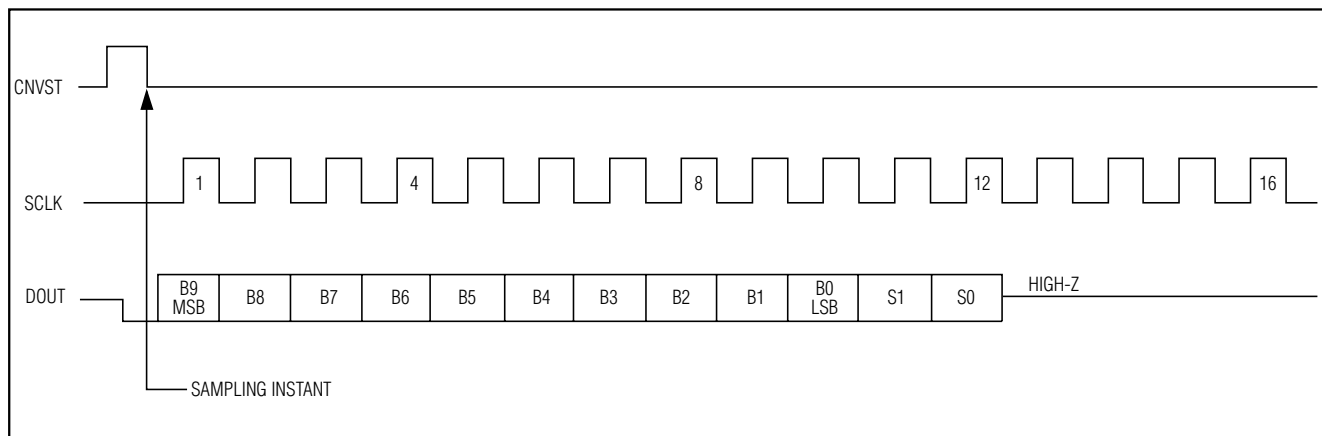 CNVST
SCLK
1
4
8
12
16
DOUT
B9
MSB
B8
B7
B6
B5
B4
B3
B2
B1
B0
LSB
S1
S0
HIGH-Z
SAMPLING INSTANT